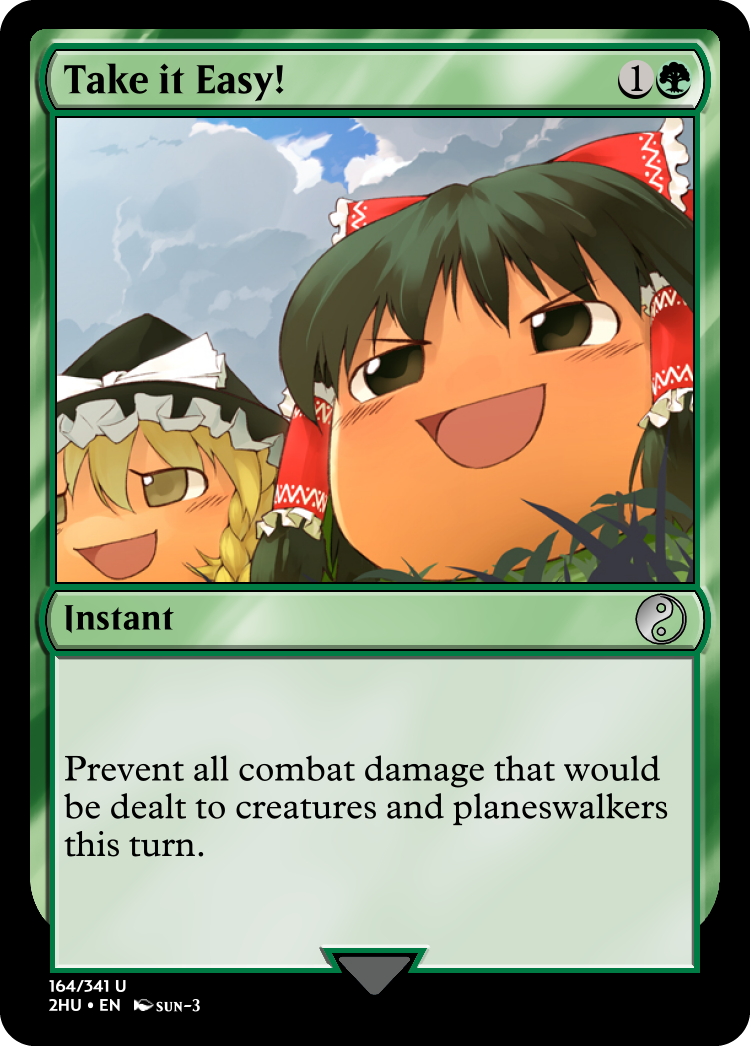 Take it Easy! 1
Instant
Prevent all combat damage that would
be dealt to creatures and planeswalkers
this turn.
164/341 U
2HU • EN SUN-3